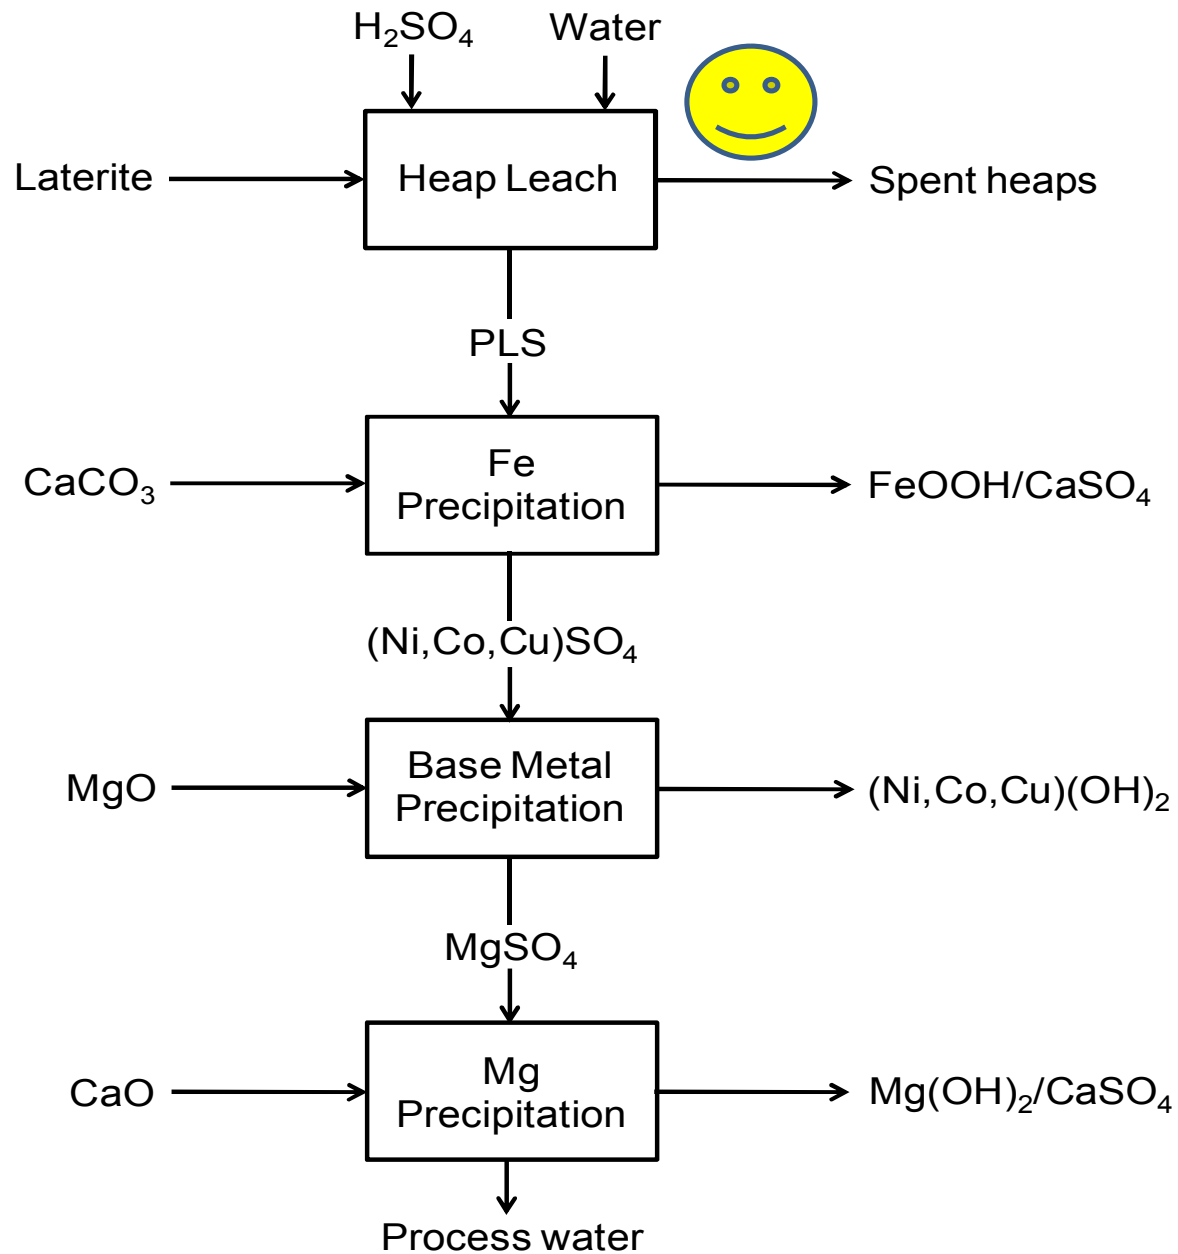 H₂SO₄
Water
Laterite
Heap Leach
Spent heaps
PLS
CaCO₃
Fe
Precipitation
FeOOH/CaSO₄
(Ni,Co,Cu)SO₄
MgO
Base Metal
Precipitation
(Ni,Co,Cu)(OH)₂
MgSO₄
CaO
Mg
Precipitation
Mg(OH)₂/CaSO₄
Process water